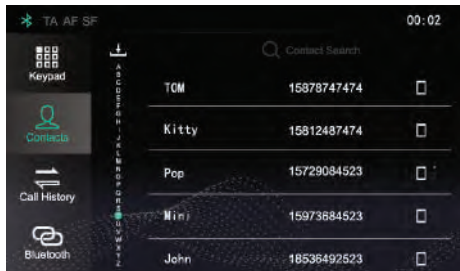 TA AF SF
00:02
Contact Search
Keypad
A
B
C
D
E
F
G
H
I
J
K
L
M
N
O
P
Q
R
S
U
V
W
X
Y
Z
TOM 15878747474
Contacts
Kitty 15812487474
Pop 15729084523
Call History
Mini 15973684523
Bluetooth
John 18536492523